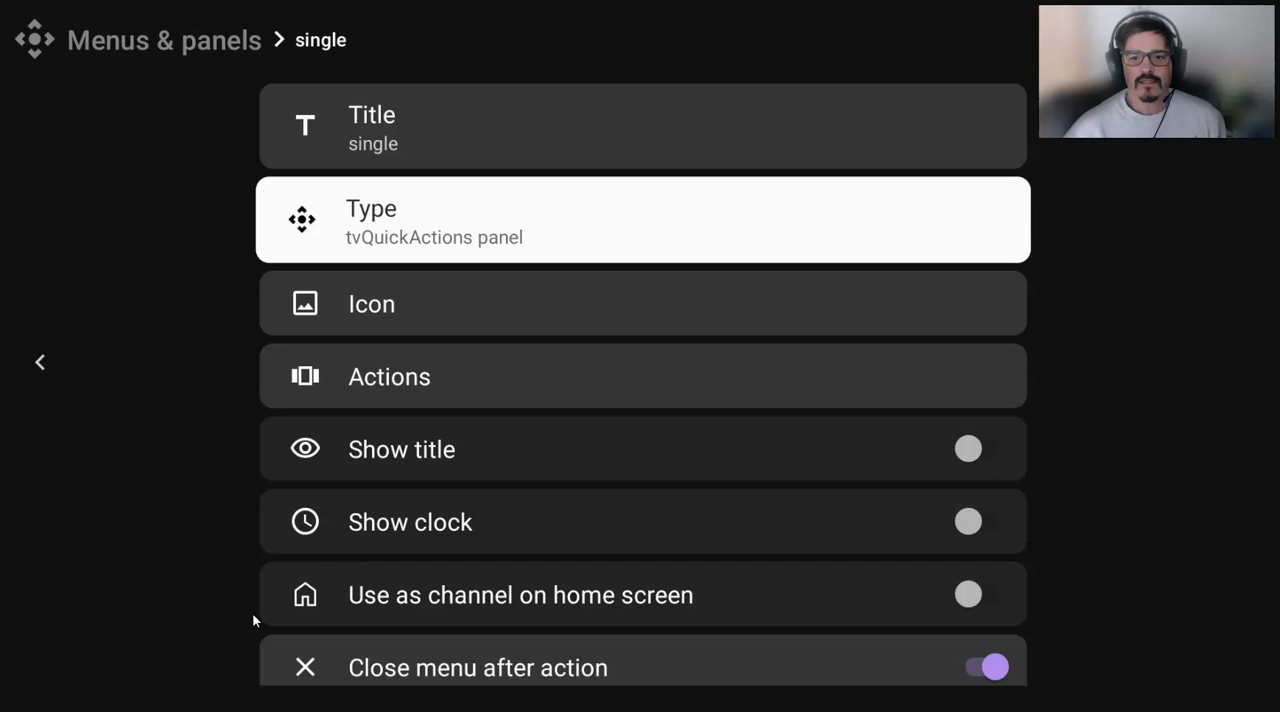 Menus & panels > single
Title
single
Type
tvQuickActions panel
Icon
Actions
Show title
Show clock
Use as channel on home screen
Close menu after action